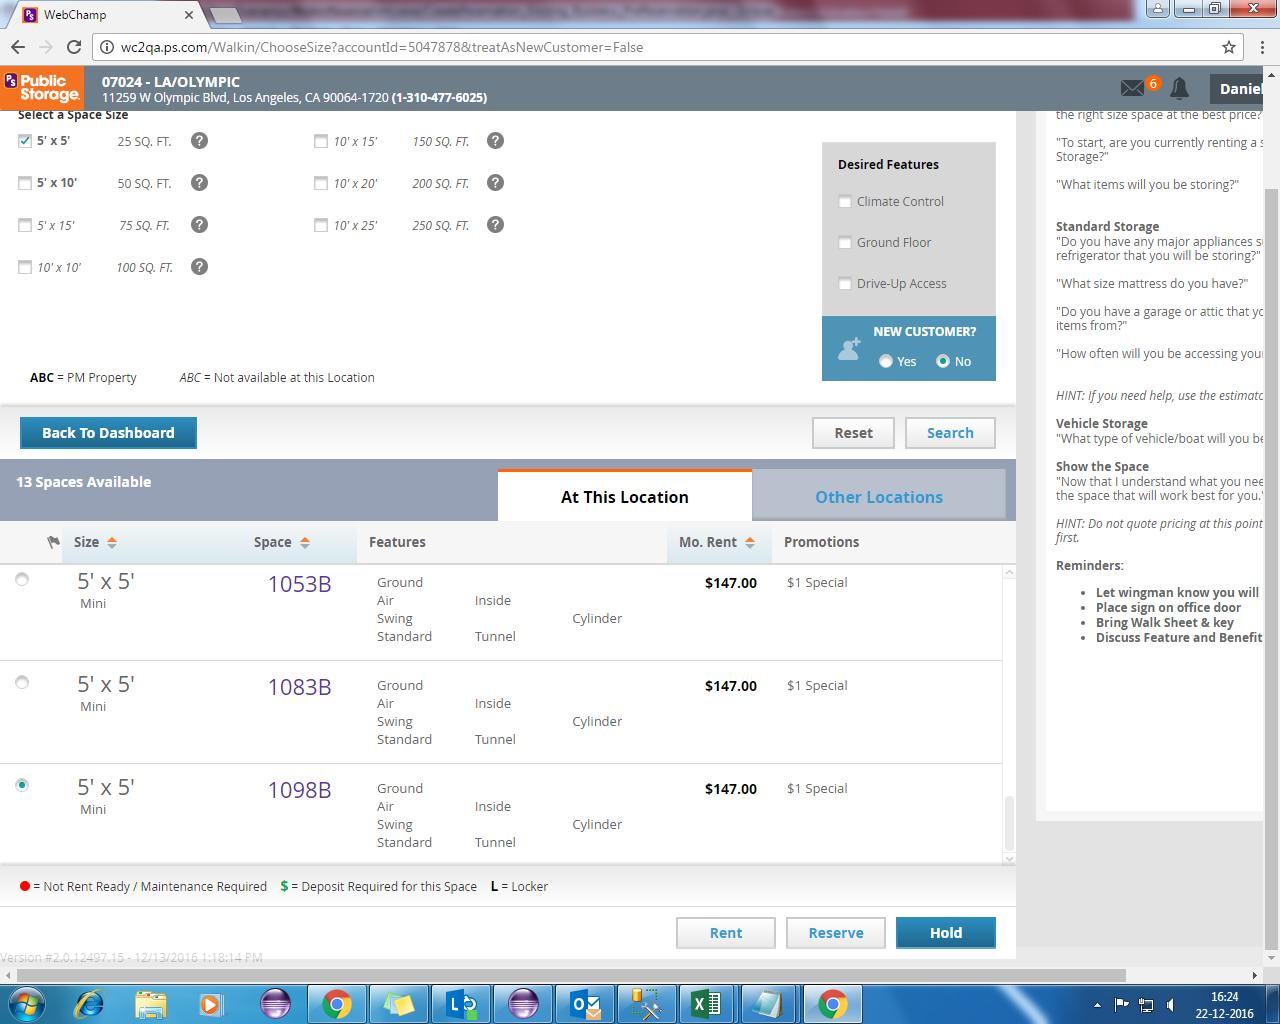 WebChamp
wc2qa.ps.com/Walkin/ChooseSize?accountId=5047878&treatAsNewCustomer=False
PS Public Storage.
07024 - LA/OLYMPIC
11259 W Olympic Blvd, Los Angeles, CA 90064-1720 (1-310-477-6025)
6
Daniel
Select a Space Size
5' x 5' 25 SQ. FT. ?
10' x 15' 150 SQ. FT. ?
5' x 10' 50 SQ. FT. ?
10' x 20' 200 SQ. FT. ?
5' x 15' 75 SQ. FT. ?
10' x 25' 250 SQ. FT. ?
10' x 10' 100 SQ. FT. ?
Desired Features
Climate Control
Ground Floor
Drive-Up Access
NEW CUSTOMER?
Yes No
ABC = PM Property ABC = Not available at this Location
Back To Dashboard
Reset Search
13 Spaces Available
At This Location Other Locations
Size Space Features Mo. Rent Promotions
5' x 5' 1053B Ground $147.00 $1 Special
Mini Air Inside
Swing Cylinder
Standard Tunnel
5' x 5' 1083B Ground $147.00 $1 Special
Mini Air Inside
Swing Cylinder
Standard Tunnel
5' x 5' 1098B Ground $147.00 $1 Special
Mini Air Inside
Swing Cylinder
Standard Tunnel
= Not Rent Ready / Maintenance Required $ = Deposit Required for this Space L = Locker
Rent Reserve Hold
Version #2.0.12497.15 - 12/13/2016 1:18:14 PM
the right size space at the best price?
"To start, are you currently renting a s
Storage?"
"What items will you be storing?"
Standard Storage
"Do you have any major appliances su
refrigerator that you will be storing?"
"What size mattress do you have?"
"Do you have a garage or attic that yo
items from?"
"How often will you be accessing your
HINT: If you need help, use the estimato
Vehicle Storage
"What type of vehicle/boat will you be
Show the Space
"Now that I understand what you nee
the space that will work best for you."
HINT: Do not quote pricing at this point
first.
Reminders:
• Let wingman know you will
• Place sign on office door
• Bring Walk Sheet & key
• Discuss Feature and Benefit
16:24
22-12-2016